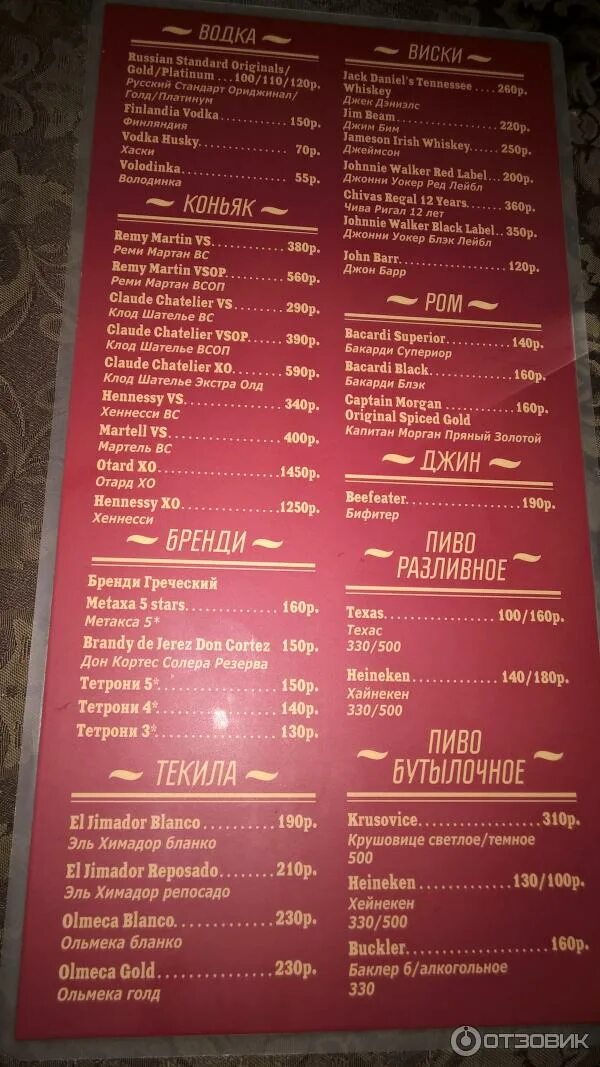 ВОДКА
Russian Standard Originals/
Gold/Platinum ...100/110/120р.
Русский Стандарт Ориджинал/
Голд/Платинум
Finlandia Vodka ..........150р.
Финляндия
Vodka Husky...............70р.
Хаски
Volodinka.................55р.
Володинка
КОНЬЯК
Remy Martin VS............380р.
Реми Мартан ВС
Remy Martin VSOP..........560р.
Реми Мартан ВСОП
Claude Chatelier VS.......290р.
Клод Шателье ВС
Claude Chatelier VSOP.....390р.
Клод Шателье ВСОП
Claude Chatelier XO.......590р.
Клод Шателье Экстра Олд
Hennessy VS...............340р.
Хеннесси ВС
Martell VS................400р.
Мартель ВС
Otard XO..................1450р.
Отард ХО
Hennessy XO...............1250р.
Хеннесси
БРЕНДИ
Бренди Греческий
Metaxa 5 stars............160р.
Метакса 5*
Brandy de Jerez Don Cortez 150р.
Дон Кортес Солера Резерва
Тетрони 5*................150р.
Тетрони 4*................140р.
Тетрони 3*................130р.
ТЕКИЛА
El Jimador Blanco.........190р.
Эль Химадор бланко
El Jimador Reposado.......210р.
Эль Химадор репосадо
Olmeca Blanco.............230р.
Ольмека бланко
Olmeca Gold...............230р.
Ольмека голд
ВИСКИ
Jack Daniel's Tennessee ....260р.
Whiskey
Джек Дэниэлс
Jim Beam..................220р.
Джим Бим
Jameson Irish Whiskey.....250р.
Джеймсон
Johnnie Walker Red Label..200р.
Джонни Уокер Ред Лейбл
Chivas Regal 12 Years.....360р.
Чива Ригал 12 лет
Johnnie Walker Black Label..350р.
Джонни Уокер Блэк Лейбл
John Barr.................120р.
Джон Барр
РОМ
Bacardi Superior..........140р.
Бакарди Супериор
Bacardi Black.............160р.
Бакарди Блэк
Captain Morgan ...........160р.
Original Spiced Gold
Капитан Морган Пряный Золотой
ДЖИН
Beefeater.................190р.
Бифитер
ПИВО
РАЗЛИВНОЕ
Texas.....................100/160р.
Техас
330/500
Heineken .................140/180р.
Хайнекен
330/500
ПИВО
БУТЫЛОЧНОЕ
Krusovice.................310р.
Крушовице светлое/темное
500
Heineken..................130/100р.
Хейнекен
330/500
Buckler...................160р.
Баклер б/алкогольное
330
ОТЗОВИК